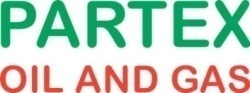 PARTEX
OIL AND GAS